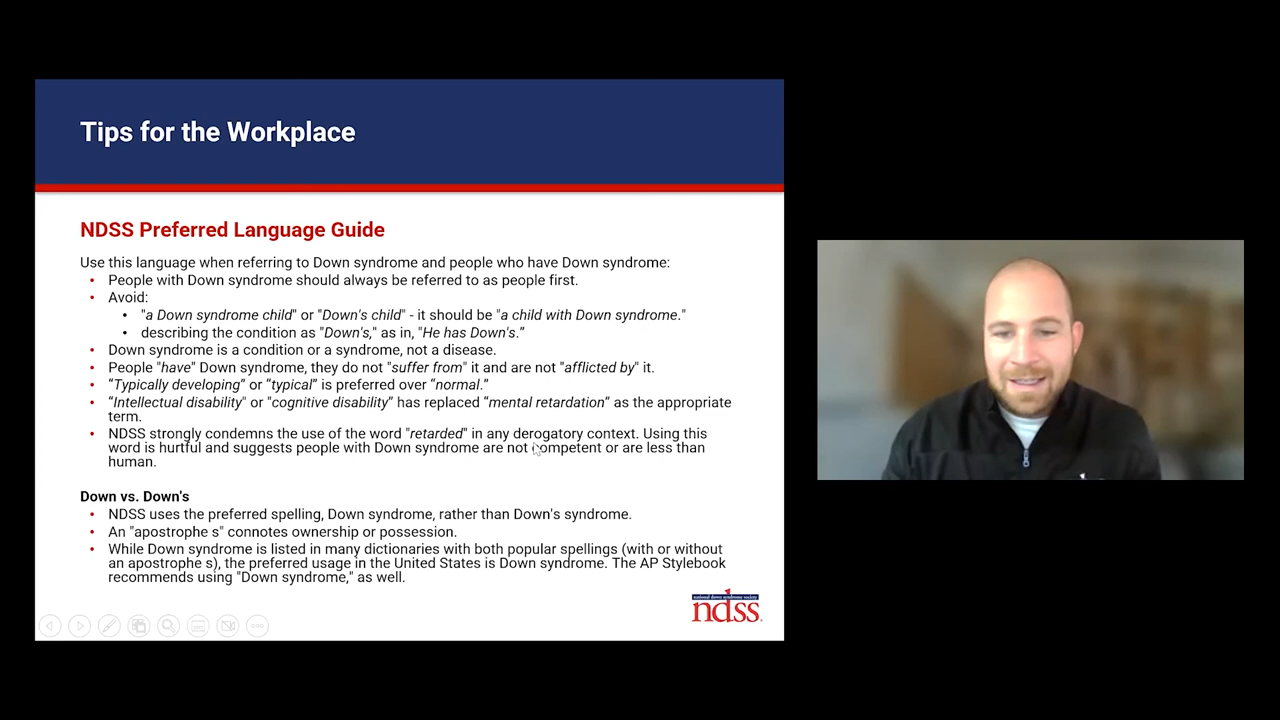 Tips for the Workplace
NDSS Preferred Language Guide
Use this language when referring to Down syndrome and people who have Down syndrome:
• People with Down syndrome should always be referred to as people first.
• Avoid:
• "a Down syndrome child" or "Down's child" - it should be "a child with Down syndrome."
• describing the condition as "Down's," as in, "He has Down's.”
• Down syndrome is a condition or a syndrome, not a disease.
• People "have" Down syndrome, they do not "suffer from" it and are not "afflicted by" it.
• “Typically developing” or “typical” is preferred over “normal.”
• “Intellectual disability" or "cognitive disability” has replaced “mental retardation” as the appropriate
term.
• NDSS strongly condemns the use of the word "retarded" in any derogatory context. Using this
word is hurtful and suggests people with Down syndrome are not competent or are less than
human.
Down vs. Down's
• NDSS uses the preferred spelling, Down syndrome, rather than Down's syndrome.
• An "apostrophe s" connotes ownership or possession.
• While Down syndrome is listed in many dictionaries with both popular spellings (with or without
an apostrophe s), the preferred usage in the United States is Down syndrome. The AP Stylebook
recommends using "Down syndrome," as well.
national down syndrome society
ndss